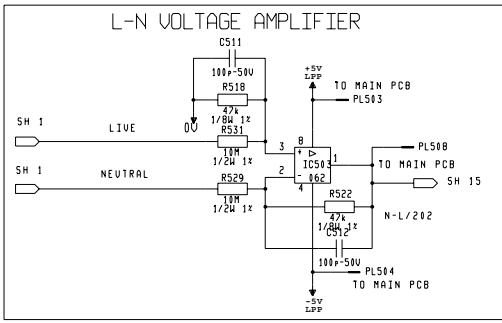 L-N VOLTAGE AMPLIFIER
C511
100p-50V
R518
47k
1/8W 1%
0V
+5V
LPP
TO MAIN PCB
PL503
SH 1
LIVE
R531
10M
1/2W 1%
SH 1
NEUTRAL
R529
10M
1/2W 1%
3
2
8
+
-
IC503
062
4
1
PL508
TO MAIN PCB
SH 15
R522
47k
1/8W 1%
N-L/202
C512
100p-50V
PL504
TO MAIN PCB
-5V
LPP